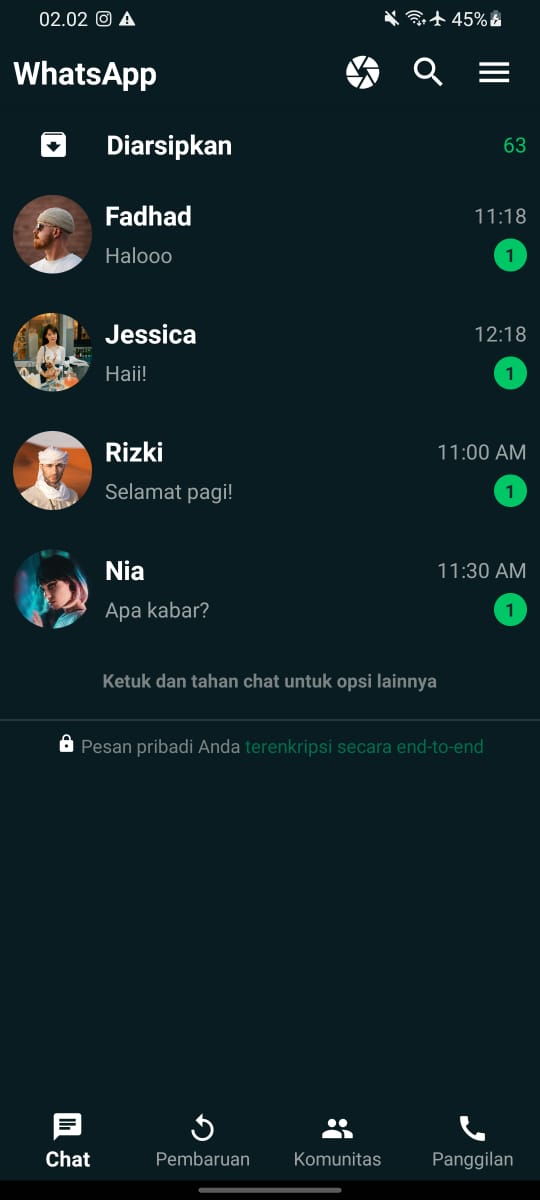 02.02 45%
WhatsApp
Diarsipkan 63
Fadhad 11:18
Halooo 1
Jessica 12:18
Haii! 1
Rizki 11:00 AM
Selamat pagi! 1
Nia 11:30 AM
Apa kabar? 1
Ketuk dan tahan chat untuk opsi lainnya
Pesan pribadi Anda terenkripsi secara end-to-end
Chat Pembaruan Komunitas Panggilan